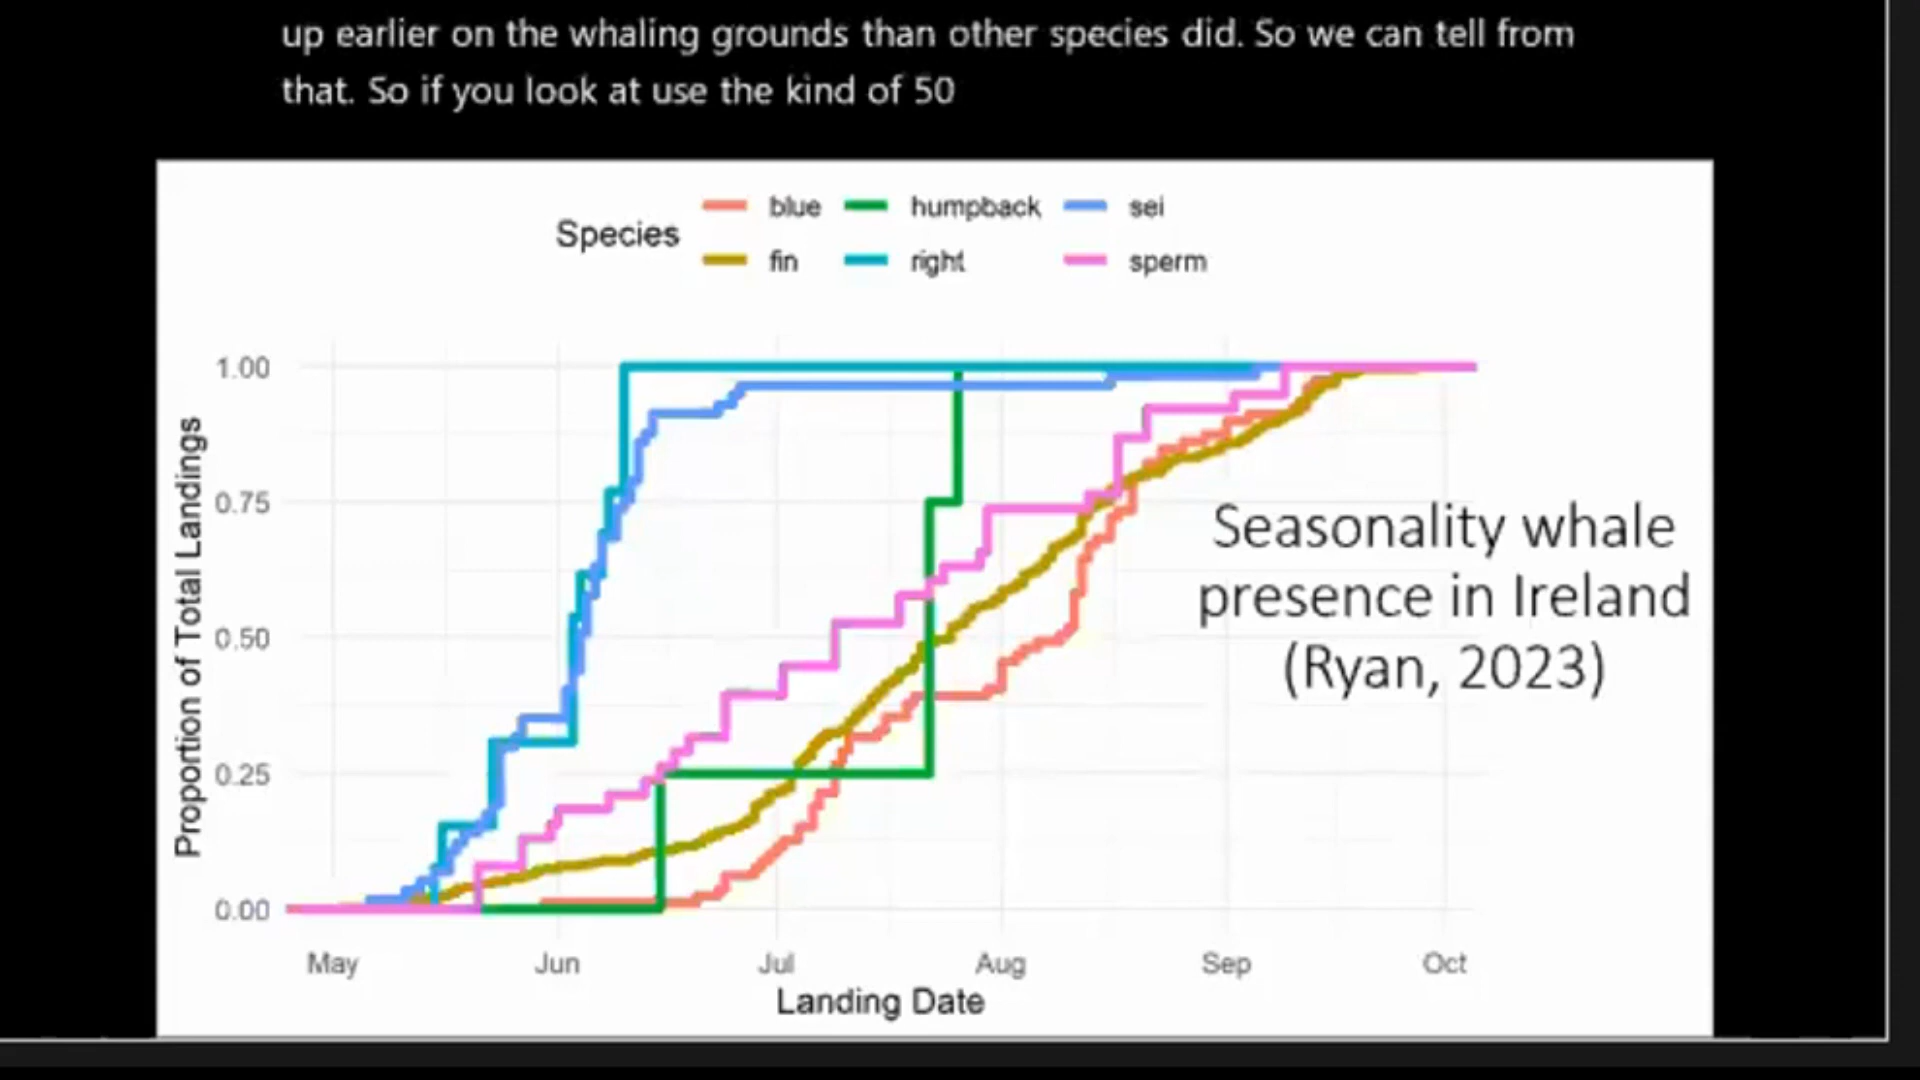 up earlier on the whaling grounds than other species did. So we can tell from
that. So if you look at use the kind of 50
Species
blue
humpback
sei
fin
right
sperm
1.00
0.75
0.50
0.25
0.00
Proportion of Total Landings
Seasonality whale
presence in Ireland
(Ryan, 2023)
May
Jun
Jul
Aug
Sep
Oct
Landing Date